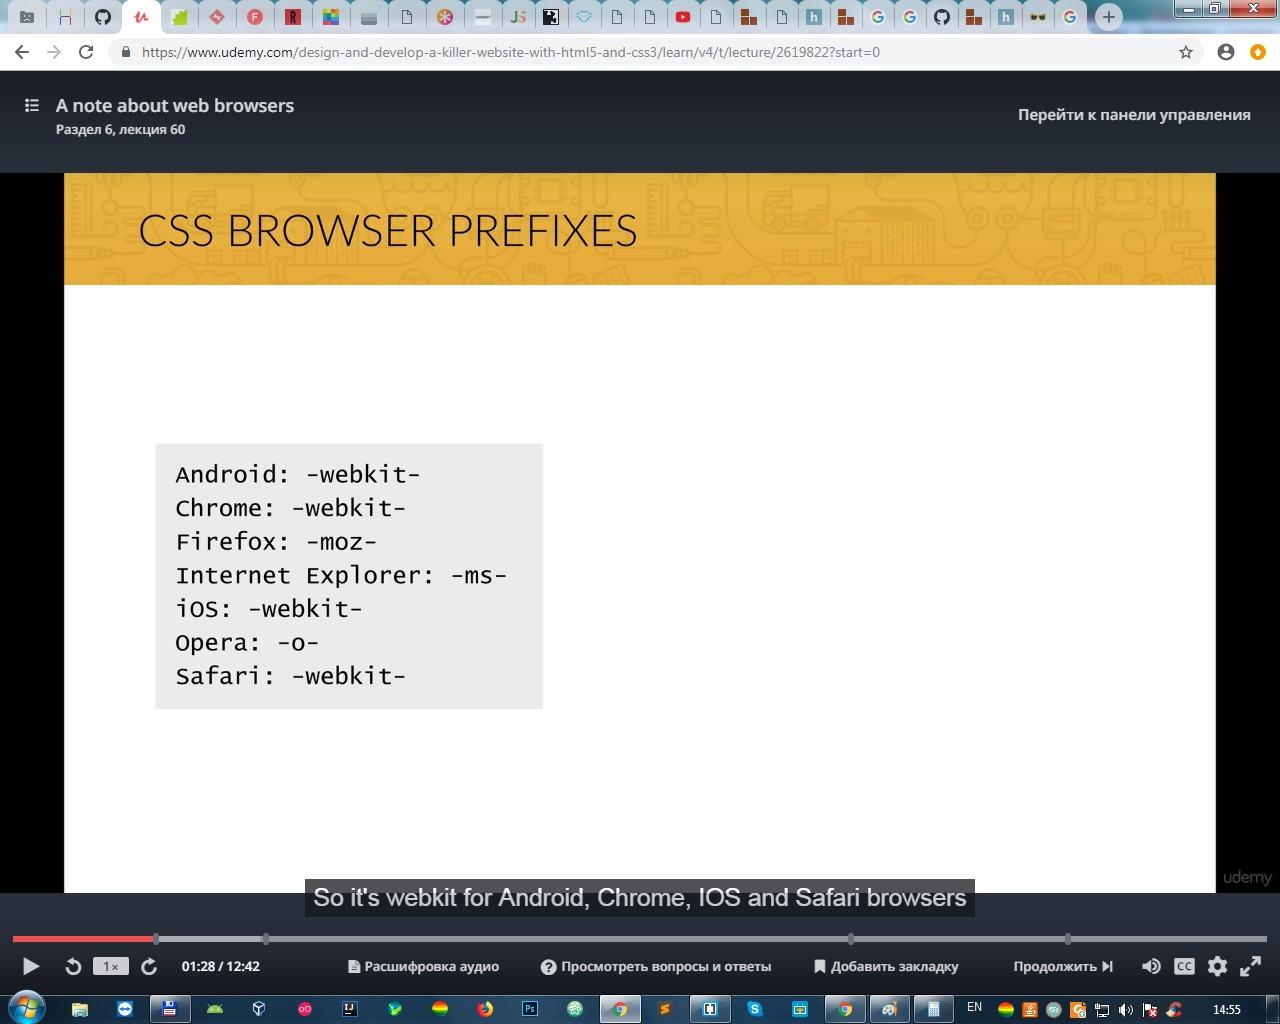 https://www.udemy.com/design-and-develop-a-killer-website-with-html5-and-css3/learn/v4/t/lecture/2619822?start=0
A note about web browsers
Раздел 6, лекция 60
Перейти к панели управления
CSS BROWSER PREFIXES
Android: -webkit-
Chrome: -webkit-
Firefox: -moz-
Internet Explorer: -ms-
iOS: -webkit-
Opera: -o-
Safari: -webkit-
udemy
So it's webkit for Android, Chrome, IOS and Safari browsers
1×
01:28 / 12:42
Расшифровка аудио
Просмотреть вопросы и ответы
Добавить закладку
Продолжить
CC
EN
14:55